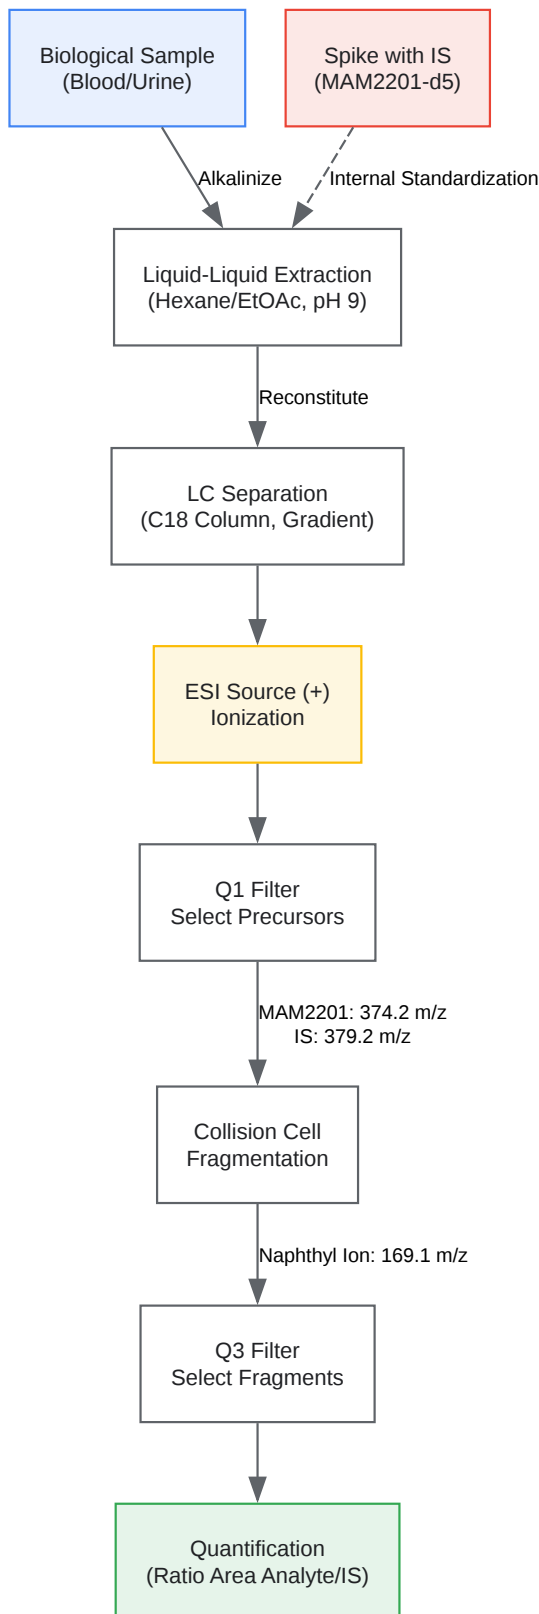 Biological Sample
(Blood/Urine)
Spike with IS
(MAM2201-d5)
Alkalinize
Internal Standardization
Liquid-Liquid Extraction
(Hexane/EtOAc, pH 9)
Reconstitute
LC Separation
(C18 Column, Gradient)
ESI Source (+)
Ionization
Q1 Filter
Select Precursors
MAM2201: 374.2 m/z
IS: 379.2 m/z
Collision Cell
Fragmentation
Naphthyl Ion: 169.1 m/z
Q3 Filter
Select Fragments
Quantification
(Ratio Area Analyte/IS)